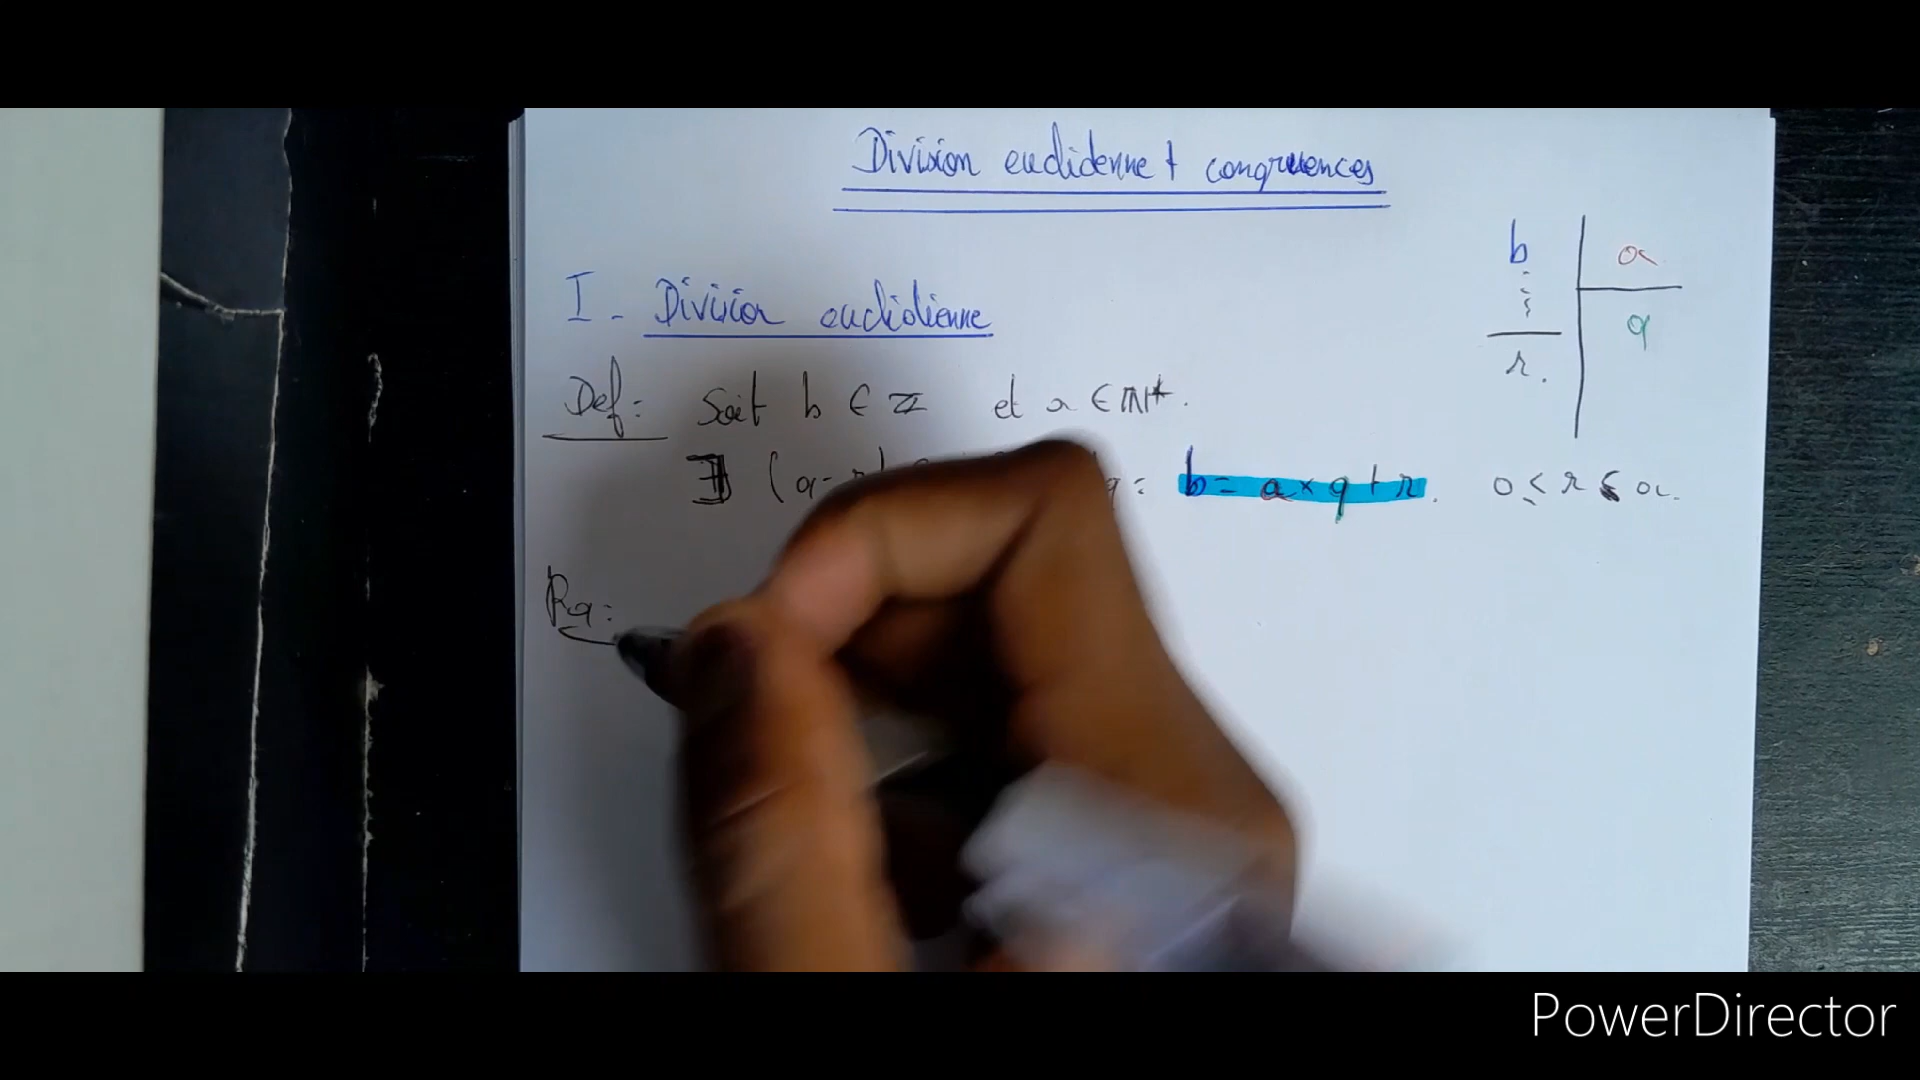 Division euclidenne + congruences
I - Division euclidienne
b a
q
r.
Def: Soit b ∈ ℤ et a ∈ ℕ*.
∃ ( q : b = a × q + r. 0 ≤ r < a.
Rq:
PowerDirector